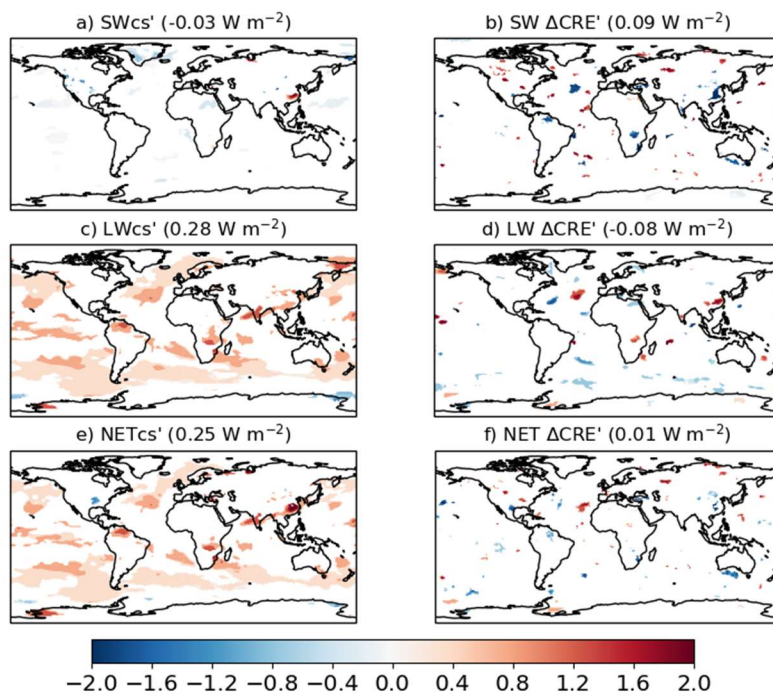 a) SWcs' (-0.03 W m⁻²)
b) SW ΔCRE' (0.09 W m⁻²)
c) LWcs' (0.28 W m⁻²)
d) LW ΔCRE' (-0.08 W m⁻²)
e) NETcs' (0.25 W m⁻²)
f) NET ΔCRE' (0.01 W m⁻²)
−2.0 −1.6 −1.2 −0.8 −0.4 0.0 0.4 0.8 1.2 1.6 2.0